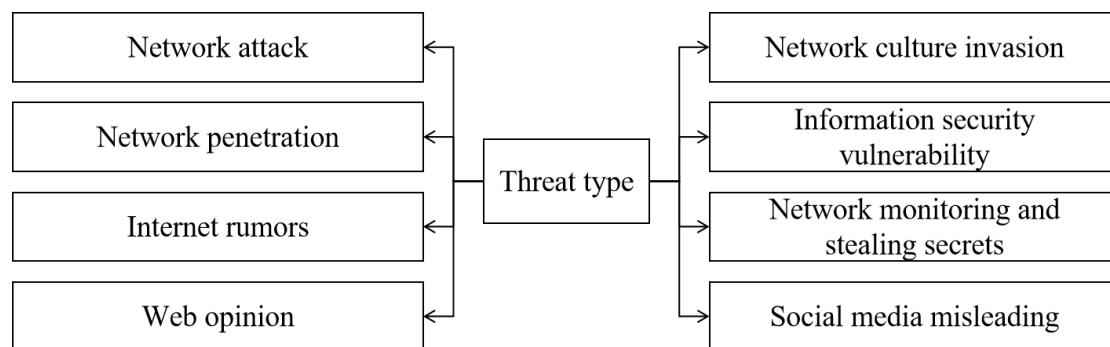 Network attack
Network penetration
Internet rumors
Web opinion
Threat type
Network culture invasion
Information security
vulnerability
Network monitoring and
stealing secrets
Social media misleading